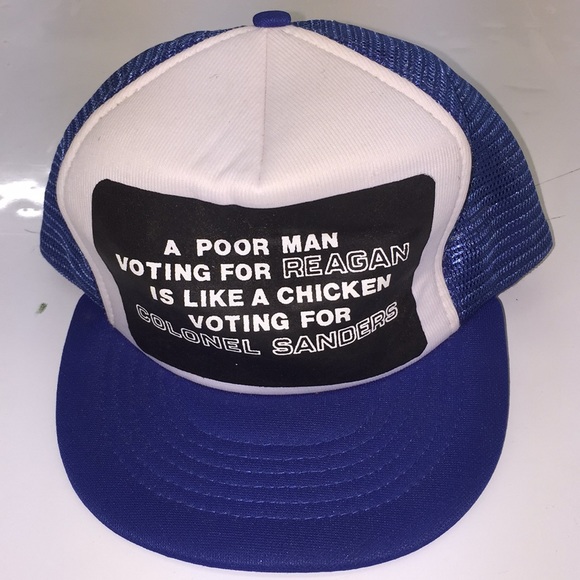 A POOR MAN
VOTING FOR REAGAN
IS LIKE A CHICKEN
VOTING FOR
COLONEL SANDERS